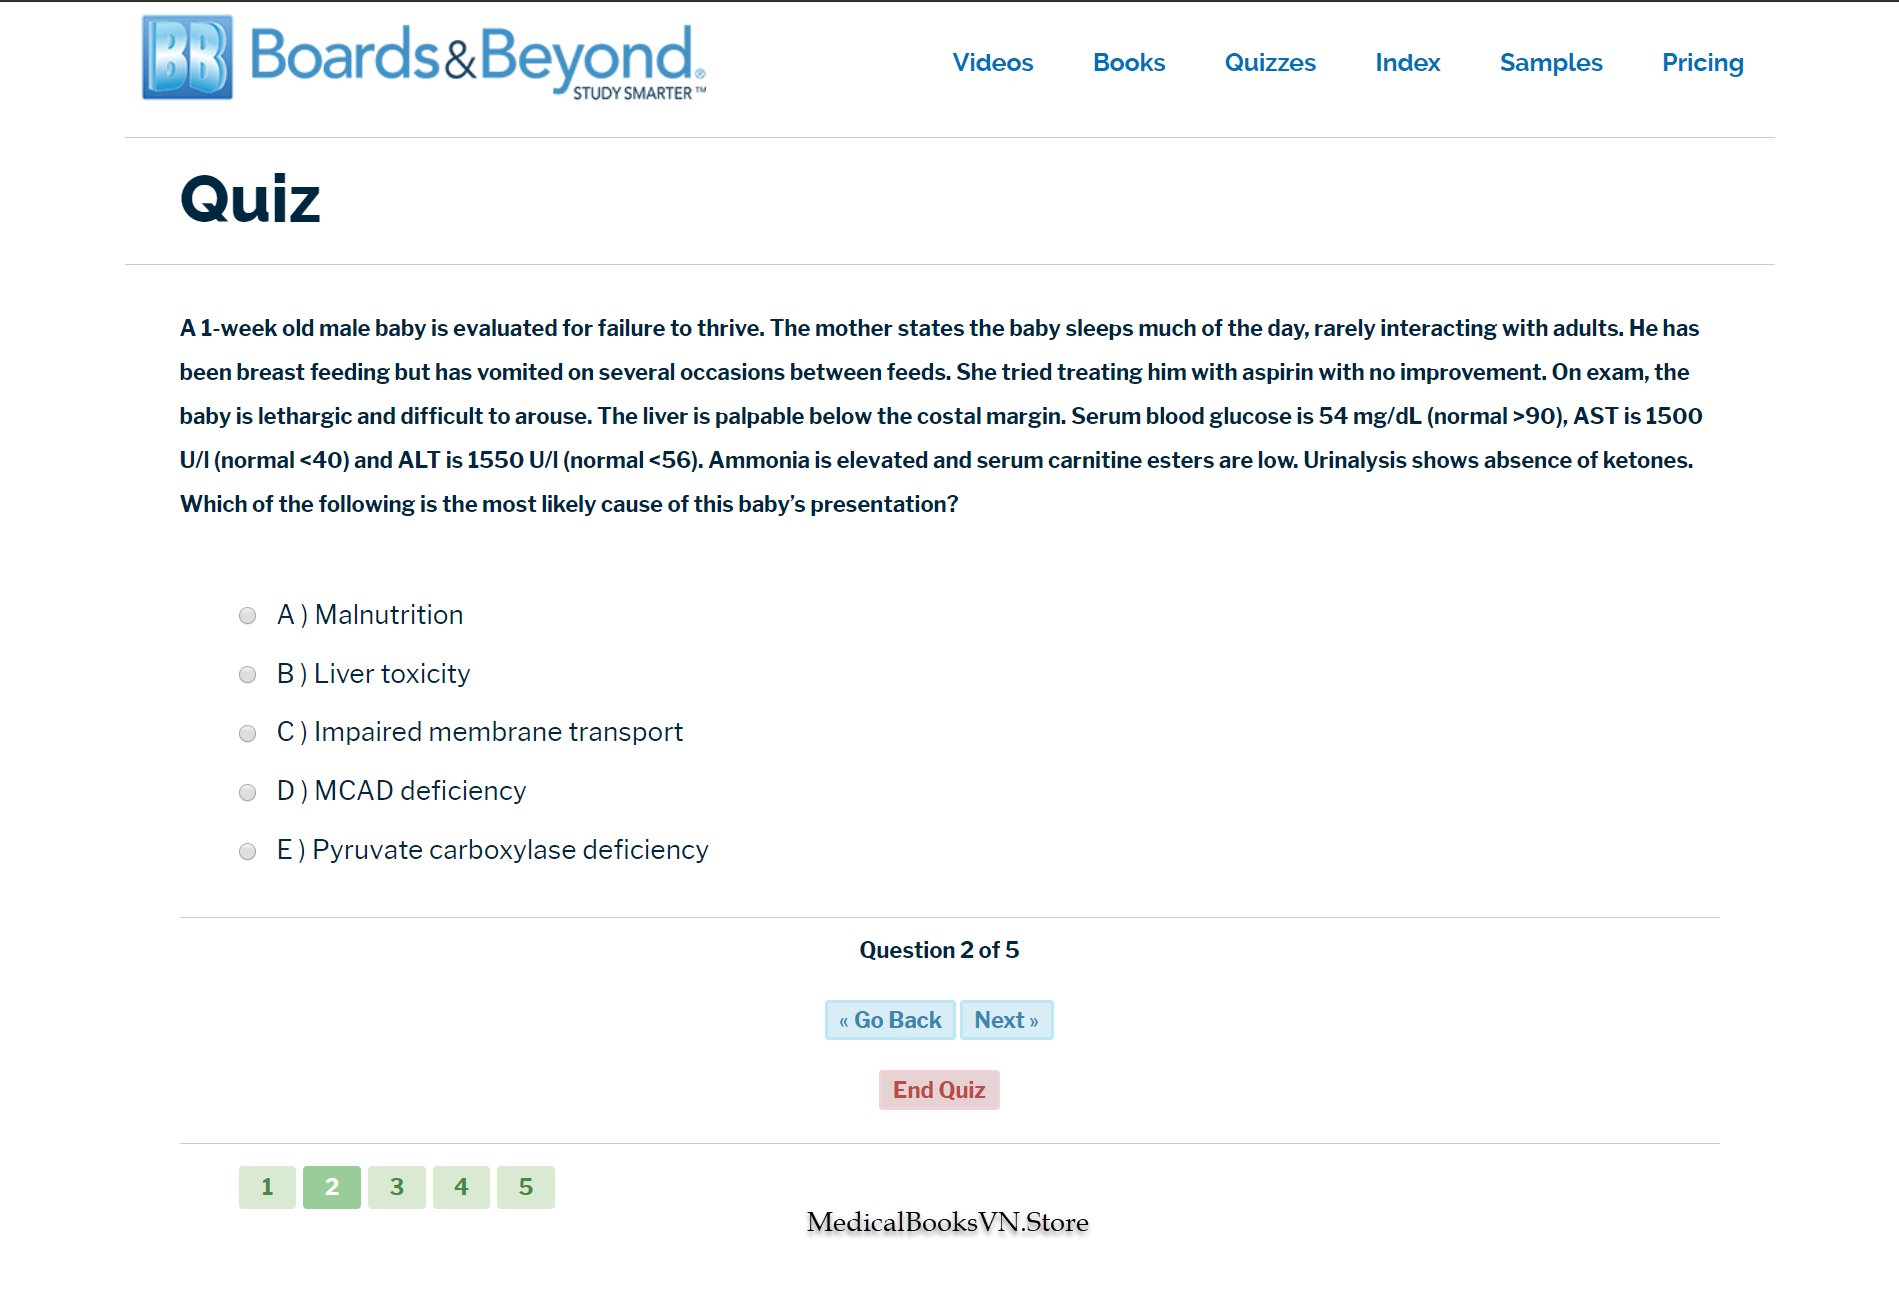 BB Boards&Beyond®
STUDY SMARTER™
Videos Books Quizzes Index Samples Pricing
Quiz
A 1-week old male baby is evaluated for failure to thrive. The mother states the baby sleeps much of the day, rarely interacting with adults. He has
been breast feeding but has vomited on several occasions between feeds. She tried treating him with aspirin with no improvement. On exam, the
baby is lethargic and difficult to arouse. The liver is palpable below the costal margin. Serum blood glucose is 54 mg/dL (normal >90), AST is 1500
U/l (normal <40) and ALT is 1550 U/l (normal <56). Ammonia is elevated and serum carnitine esters are low. Urinalysis shows absence of ketones.
Which of the following is the most likely cause of this baby’s presentation?
A ) Malnutrition
B ) Liver toxicity
C ) Impaired membrane transport
D ) MCAD deficiency
E ) Pyruvate carboxylase deficiency
Question 2 of 5
« Go Back Next »
End Quiz
1 2 3 4 5
MedicalBooksVN.Store